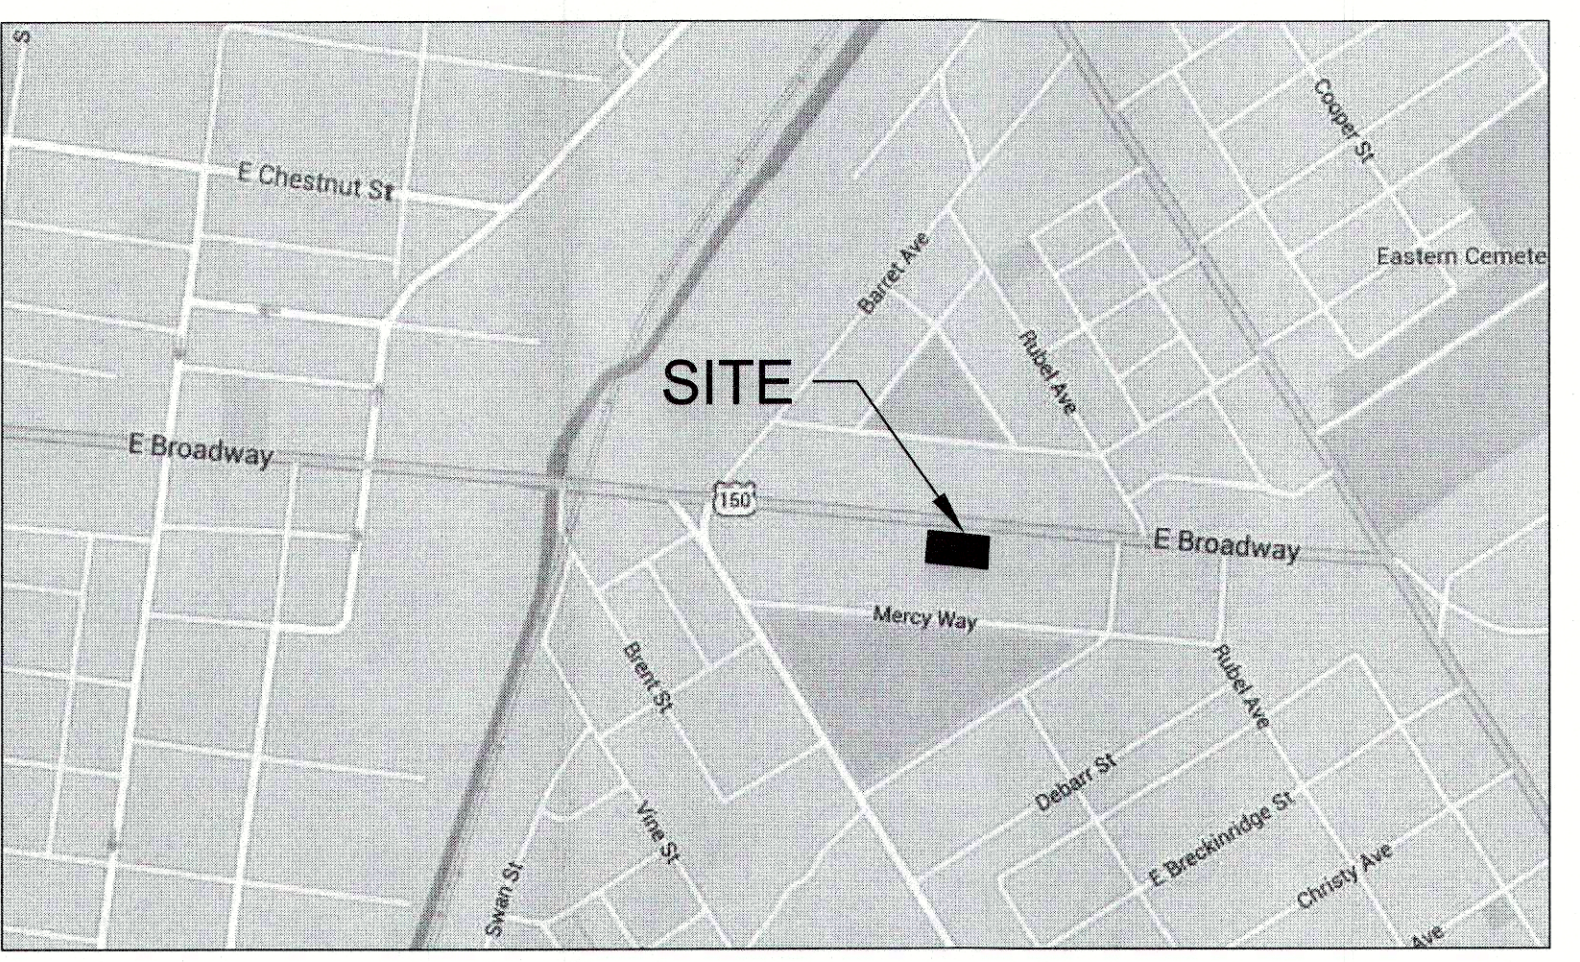 S
Cooper St
E Chestnut St
Eastern Cemete
Barret Ave
Rubel Ave
SITE
E Broadway
150
E Broadway
Mercy Way
Brent St
Rubel Ave
Debarr St
Vine St
E Breckinridge St
Christy Ave
Swan St
Ave